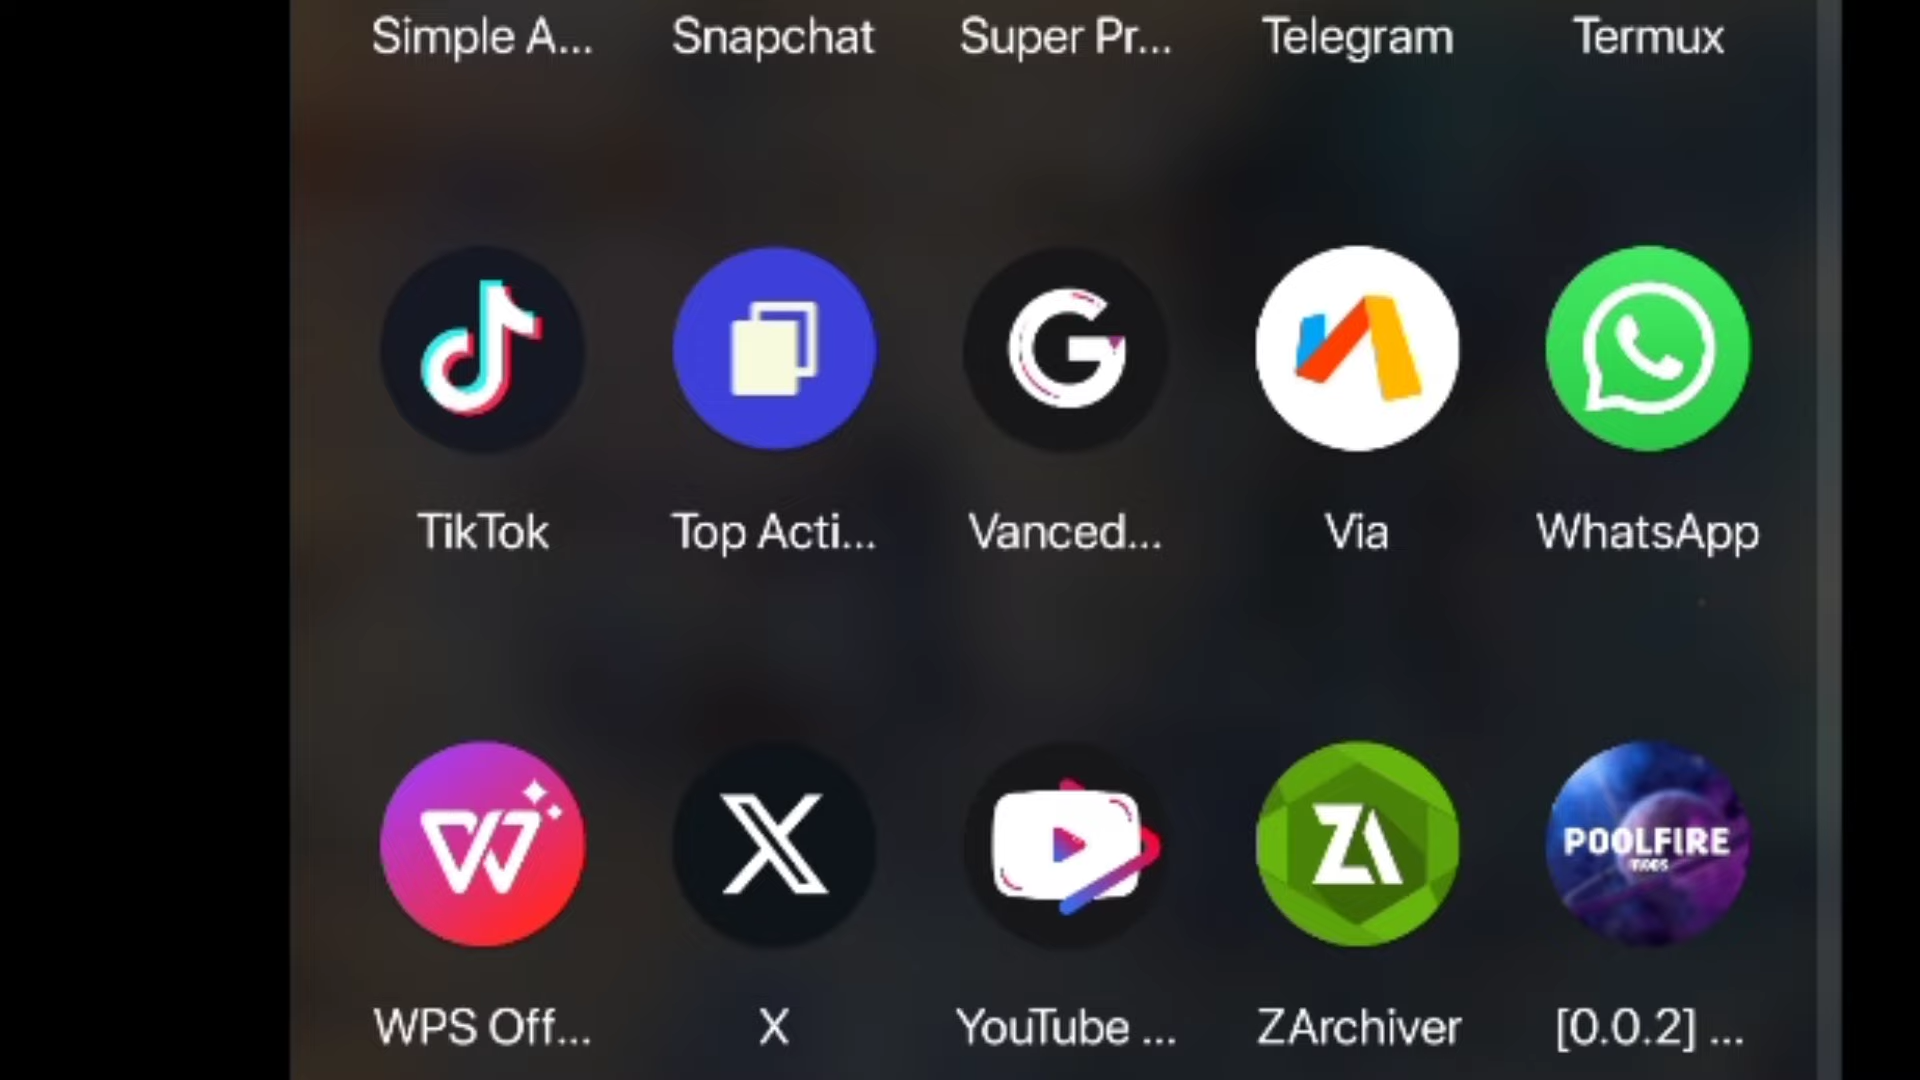 Simple A...
Snapchat
Super Pr...
Telegram
Termux
TikTok
Top Acti...
Vanced...
Via
WhatsApp
POOLFIRE
MODS
WPS Off...
X
YouTube ...
ZArchiver
[0.0.2] ...